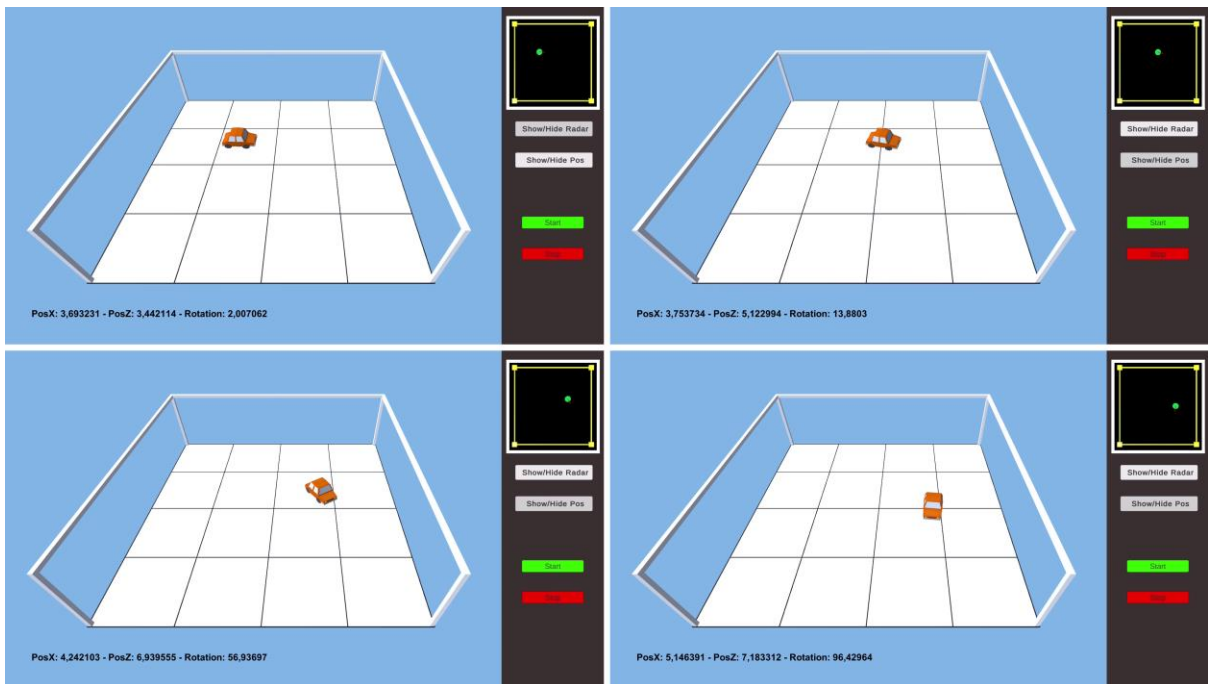 Show/Hide Radar
Show/Hide Pos
Start
Stop
PosX: 3,693231 - PosZ: 3,442114 - Rotation: 2,007062
Show/Hide Radar
Show/Hide Pos
Start
Stop
PosX: 3,753734 - PosZ: 5,122994 - Rotation: 13,8803
Show/Hide Radar
Show/Hide Pos
Start
Stop
PosX: 4,242103 - PosZ: 6,939555 - Rotation: 56,93697
Show/Hide Radar
Show/Hide Pos
Start
Stop
PosX: 5,146391 - PosZ: 7,183312 - Rotation: 96,42964